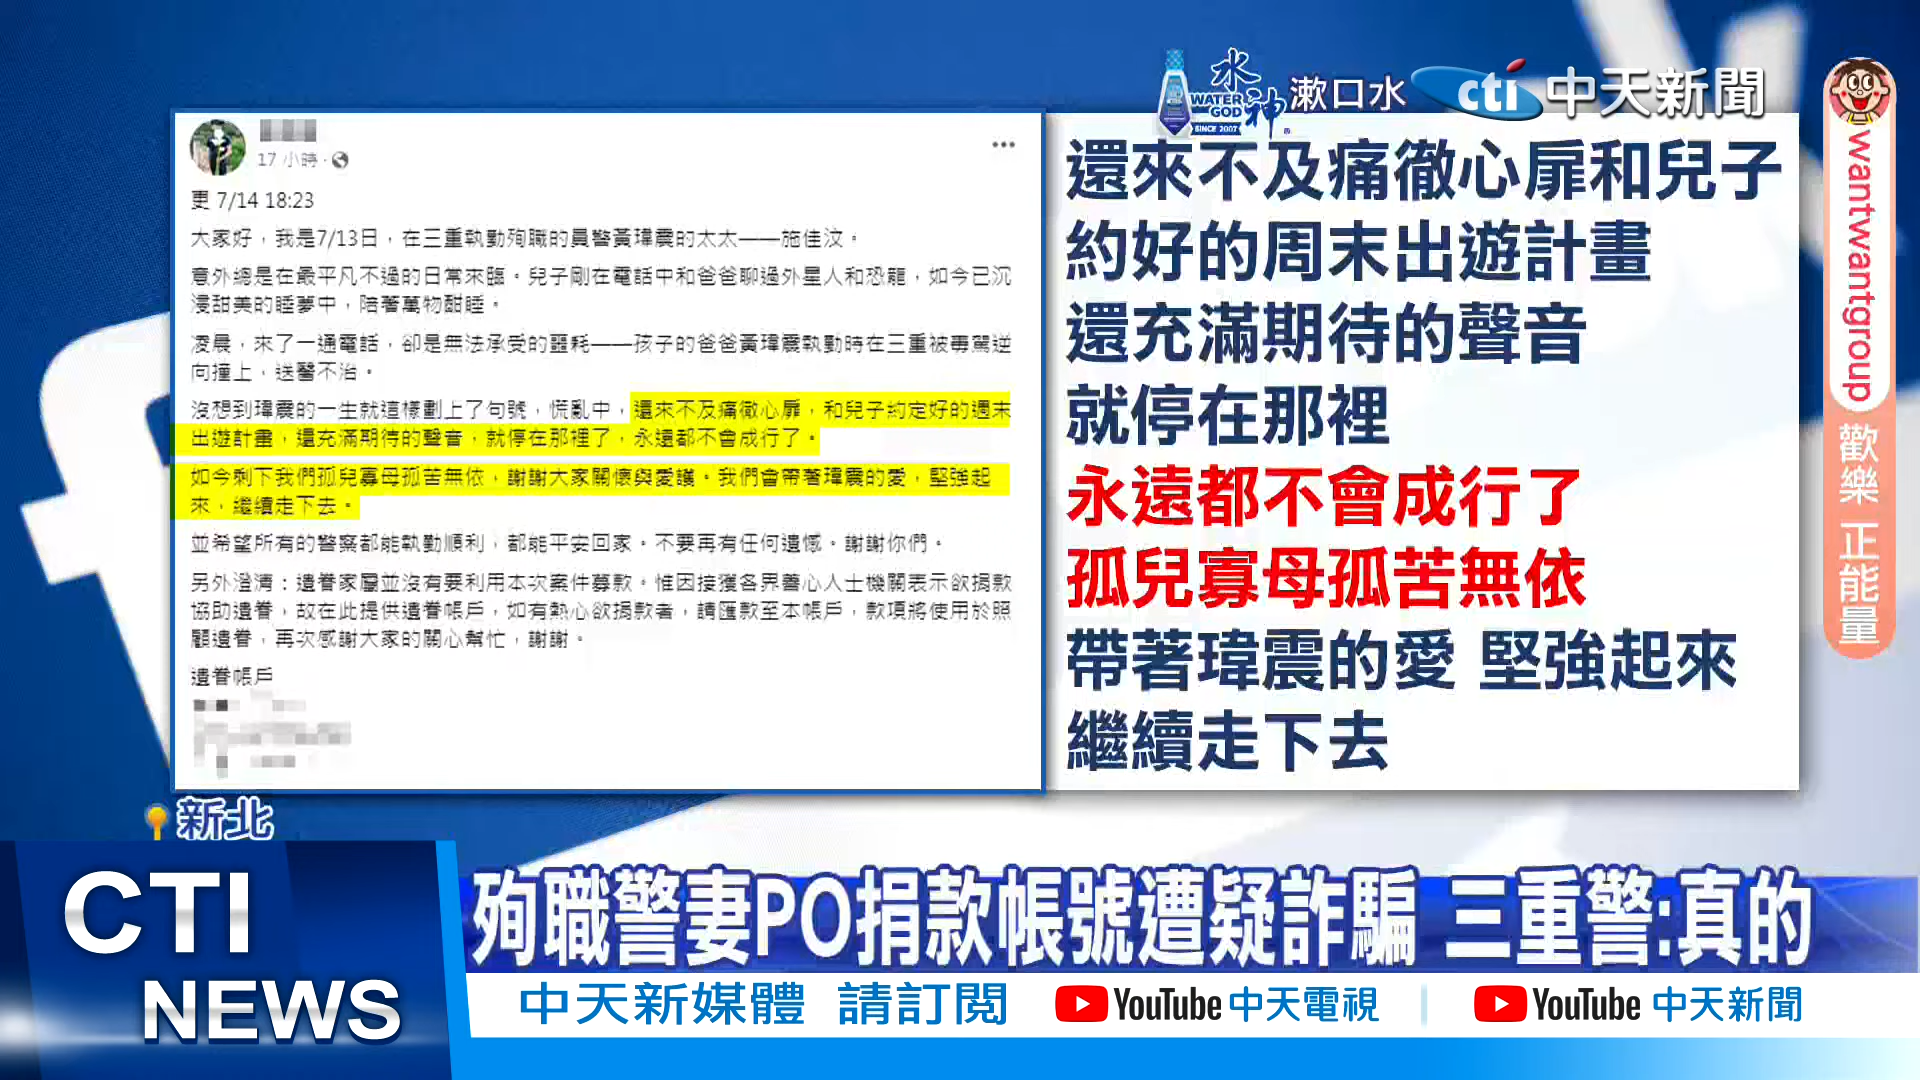 水神
WATER GOD
SINCE 2007
漱口水
cti 中天新聞
17 小時
更 7/14 18:23
大家好，我是7/13日，在三重執勤殉職的員警黃瑋震的太太——施佳汶。
意外總是在最平凡不過的日常來臨。兒子剛在電話中和爸爸聊過外星人和恐龍，如今已沉
浸甜美的睡夢中，陪著萬物酣睡。
凌晨，來了一通電話，卻是無法承受的噩耗——孩子的爸爸黃瑋震執勤時在三重被毒駕逆
向撞上，送醫不治。
沒想到瑋震的一生就這樣劃上了句號，慌亂中，還來不及痛徹心扉，和兒子約定好的週末
出遊計畫，還充滿期待的聲音，就停在那裡了，永遠都不會成行了。
如今剩下我們孤兒寡母孤苦無依，謝謝大家關懷與愛護。我們會帶著瑋震的愛，堅強起
來，繼續走下去。
並希望所有的警察都能執勤順利，都能平安回家。不要再有任何遺憾。謝謝你們。
另外澄清：遺眷家屬並沒有要利用本次案件募款。惟因接獲各界善心人士機關表示欲捐款
協助遺眷，故在此提供遺眷帳戶，如有熱心欲捐款者，請匯款至本帳戶，款項將使用於照
顧遺眷，再次感謝大家的關心幫忙，謝謝。
遺眷帳戶
還來不及痛徹心扉和兒子
約好的周末出遊計畫
還充滿期待的聲音
就停在那裡
永遠都不會成行了
孤兒寡母孤苦無依
帶著瑋震的愛 堅強起來
繼續走下去
wantwantgroup
歡樂 正能量
新北
CTI
NEWS
殉職警妻PO捐款帳號遭疑詐騙 三重警:真的
中天新媒體 請訂閱 YouTube 中天電視 | YouTube 中天新聞